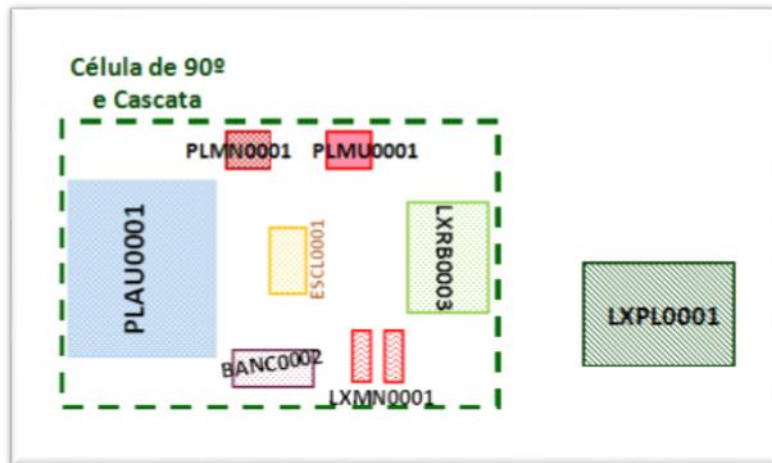 Célula de 90º
e Cascata
PLMN0001
PLMU0001
PLAU0001
ESCL0001
LXRB0003
LXPL0001
BANC0002
LXMN0001